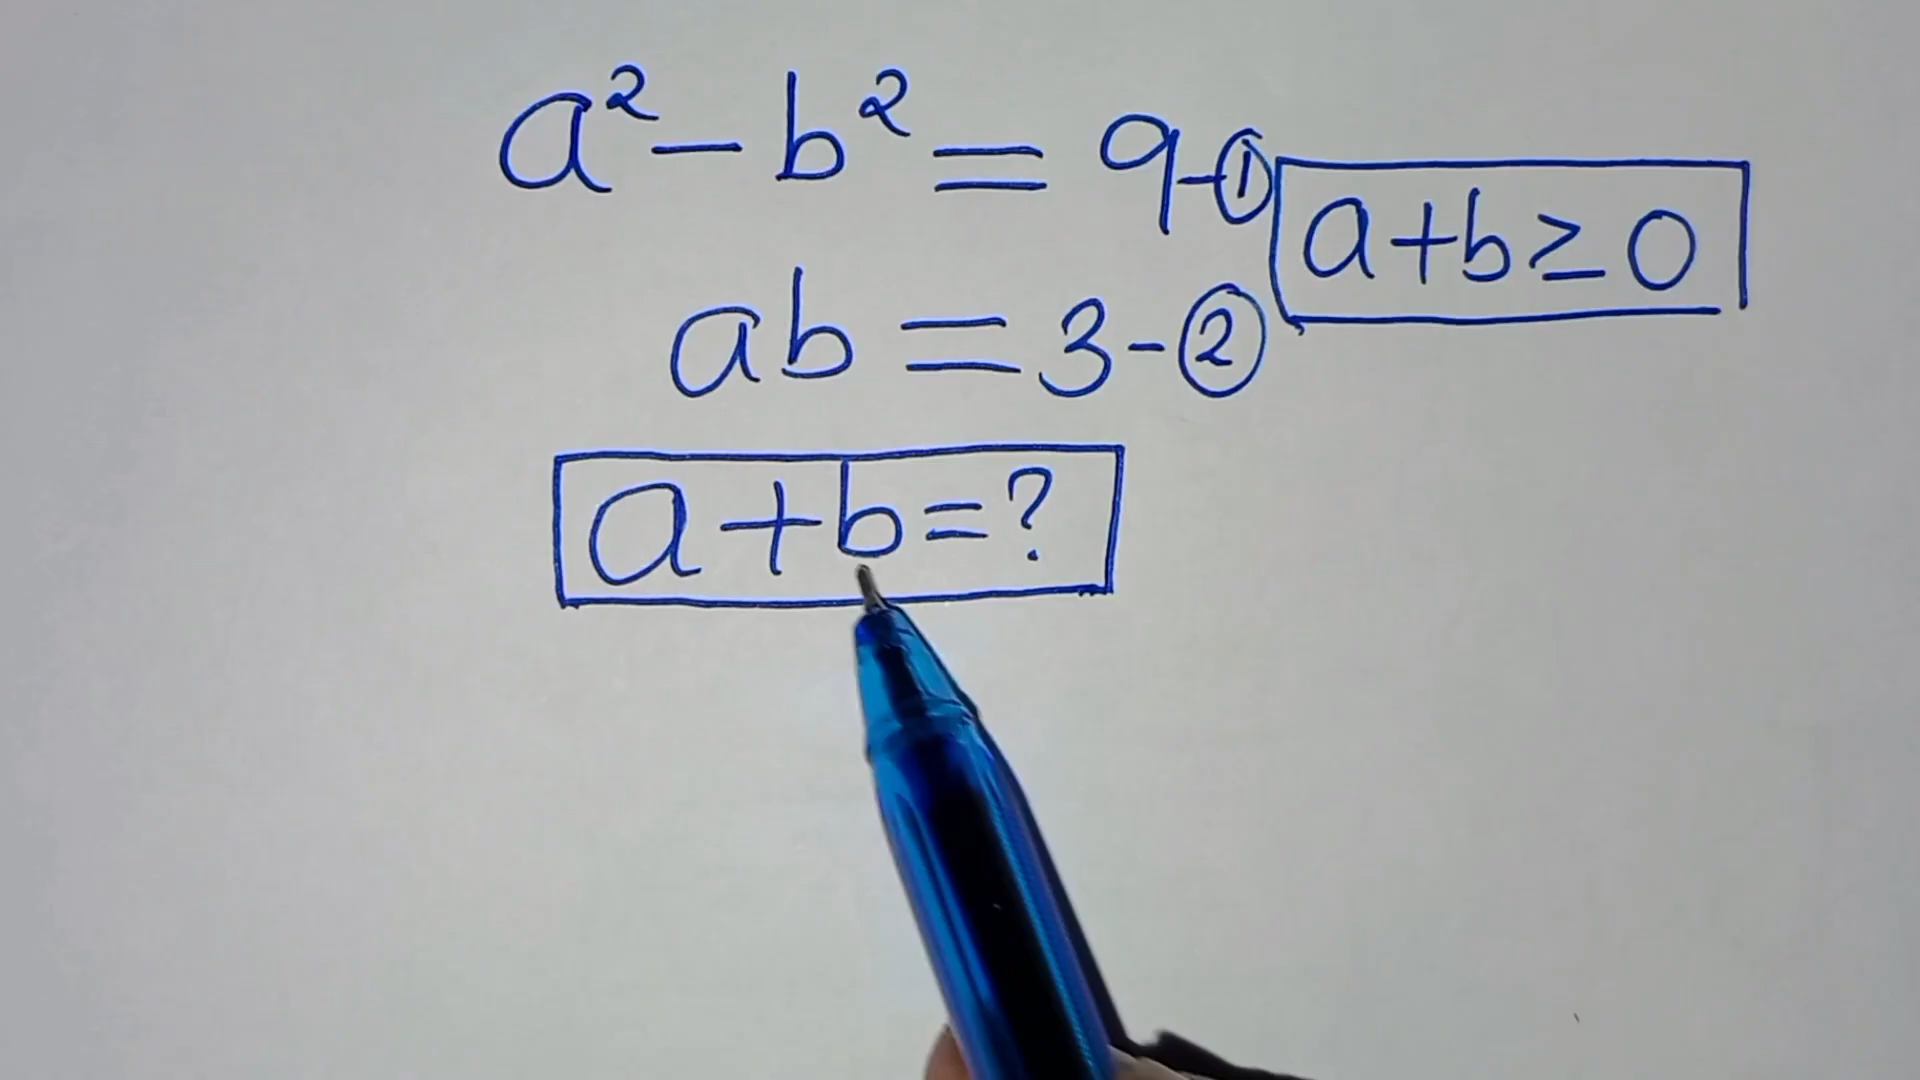 a² - b² = 9 - ①
a + b ≥ 0
ab = 3 - ②
a + b = ?